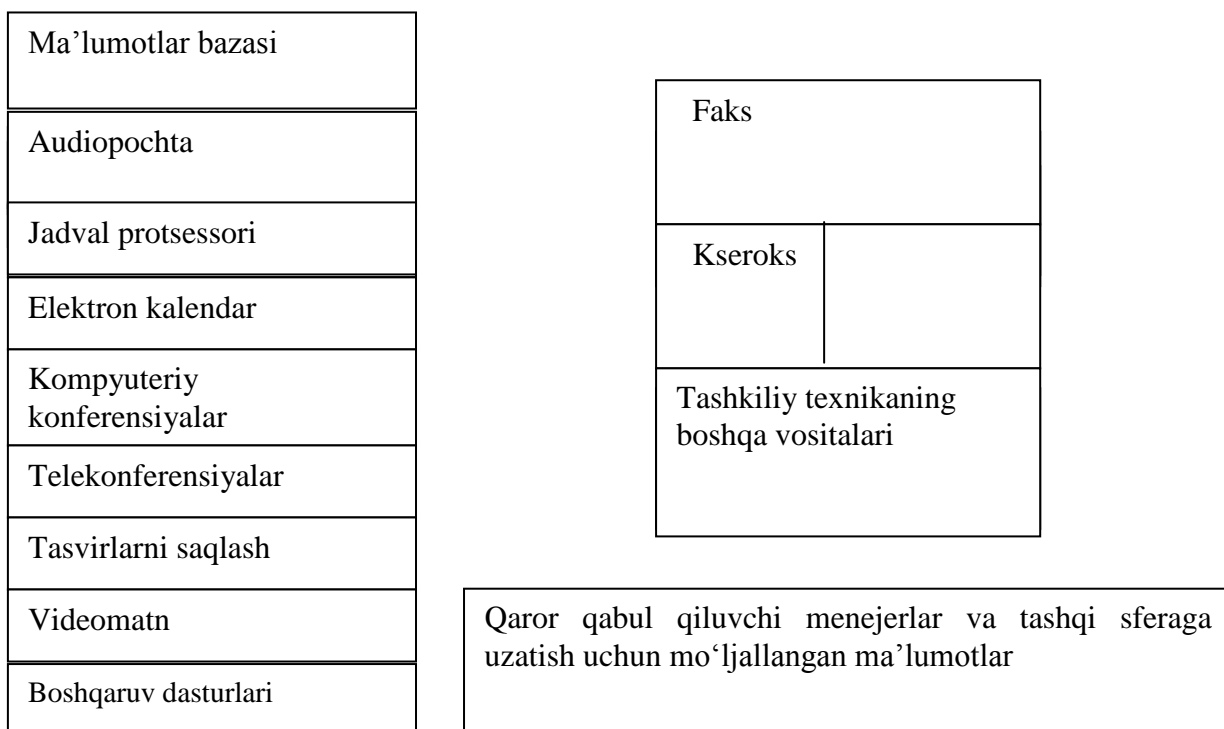 Ma’lumotlar bazasi
Audiopochta
Jadval protsessori
Elektron kalendar
Kompyuteriy
konferensiyalar
Telekonferensiyalar
Tasvirlarni saqlash
Videomatn
Boshqaruv dasturlari
Faks
Kseroks
Tashkiliy texnikaning
boshqa vositalari
Qaror qabul qiluvchi menejerlar va tashqi sferaga
uzatish uchun mo‘ljallangan ma’lumotlar